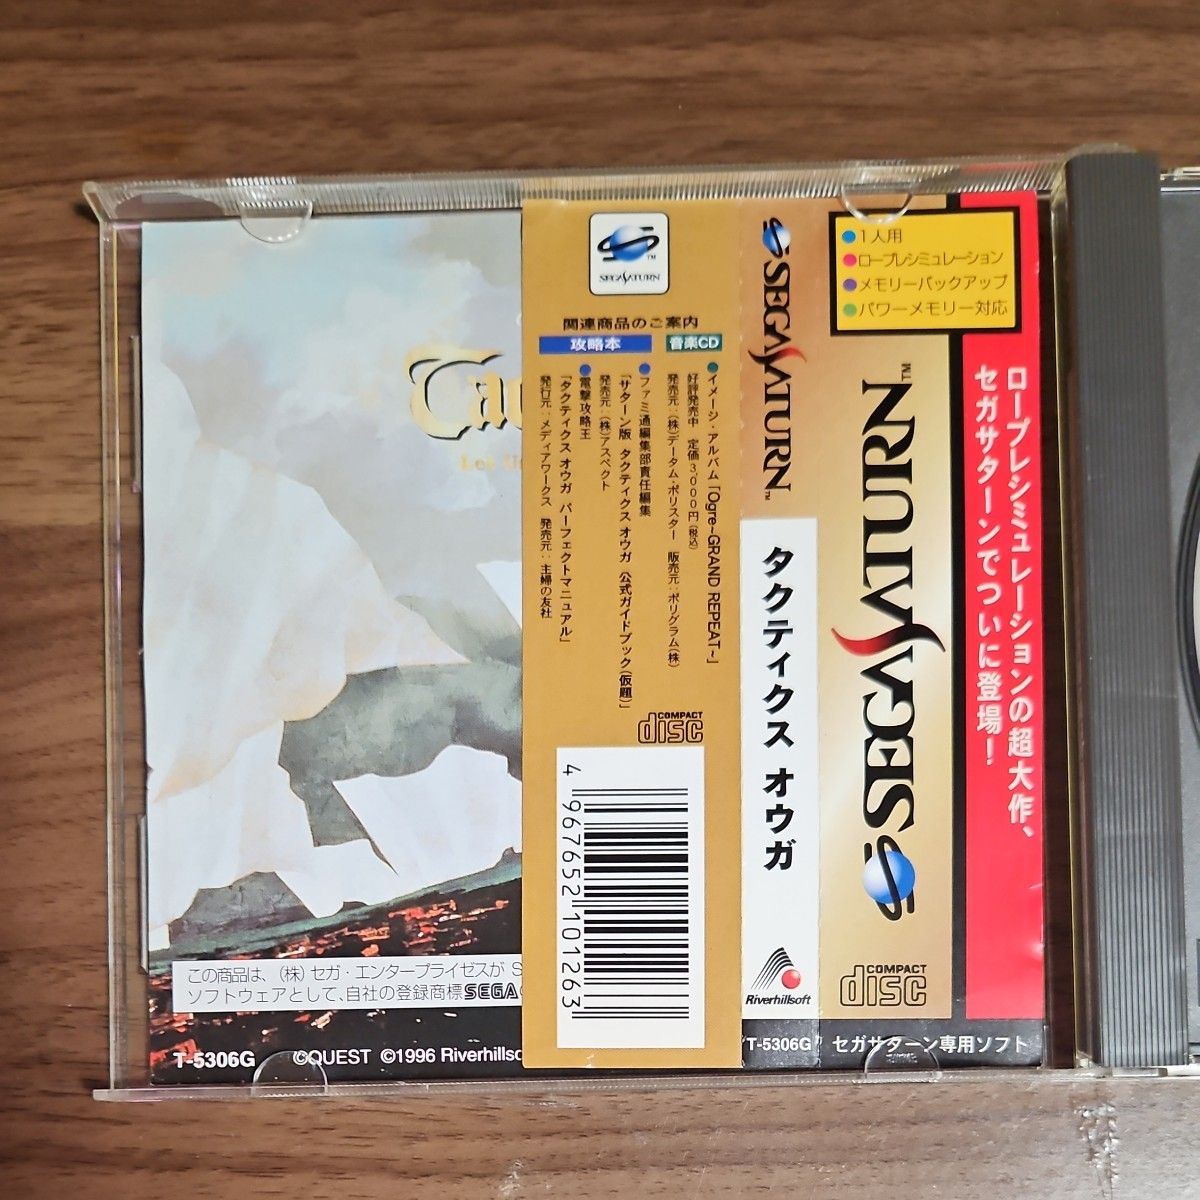 Tac
Let Us
この商品は、(株)セガ・エンタープライゼスが S
ソフトウェアとして、自社の登録商標SEGA
T-5306G ©QUEST ©1996 Riverhillso
SEGA SATURN
TM
関連商品のご案内
音楽CD
●イメージ・アルバム「Ogre~GRAND REPEAT~」
好評発売中 定価3,000円(税込)
発売元:(株)データム・ポリスター 販売元:ポリグラム(株)
攻略本
●ファミ通編集部責任編集
「サターン版 タクティクス オウガ 公式ガイドブック(仮題)」
発売元:(株)アスペクト
●電撃攻略王
「タクティクス オウガ パーフェクトマニュアル」
発行元:メディアワークス 発売元:主婦の友社
COMPACT
disc
4 967652 101263
SEGA SATURN
TM
タクティクス オウガ
Riverhillsoft
T-5306G
●1人用
●ロープレシミュレーション
●メモリーバックアップ
●パワーメモリー対応
SEGA SATURN
TM
COMPACT
disc
セガサターン専用ソフト
ロープレシミュレーションの超大作、
セガサターンでついに登場!